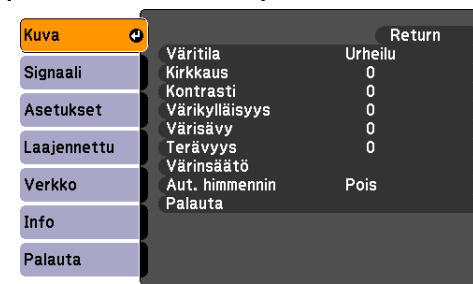 Kuva
Signaali
Asetukset
Laajennettu
Verkko
Info
Palauta
Return
Väritila Urheilu
Kirkkaus 0
Kontrasti 0
Värikylläisyys 0
Värisävy 0
Terävyys 0
Värinsäätö
Aut. himmennin Pois
Palauta